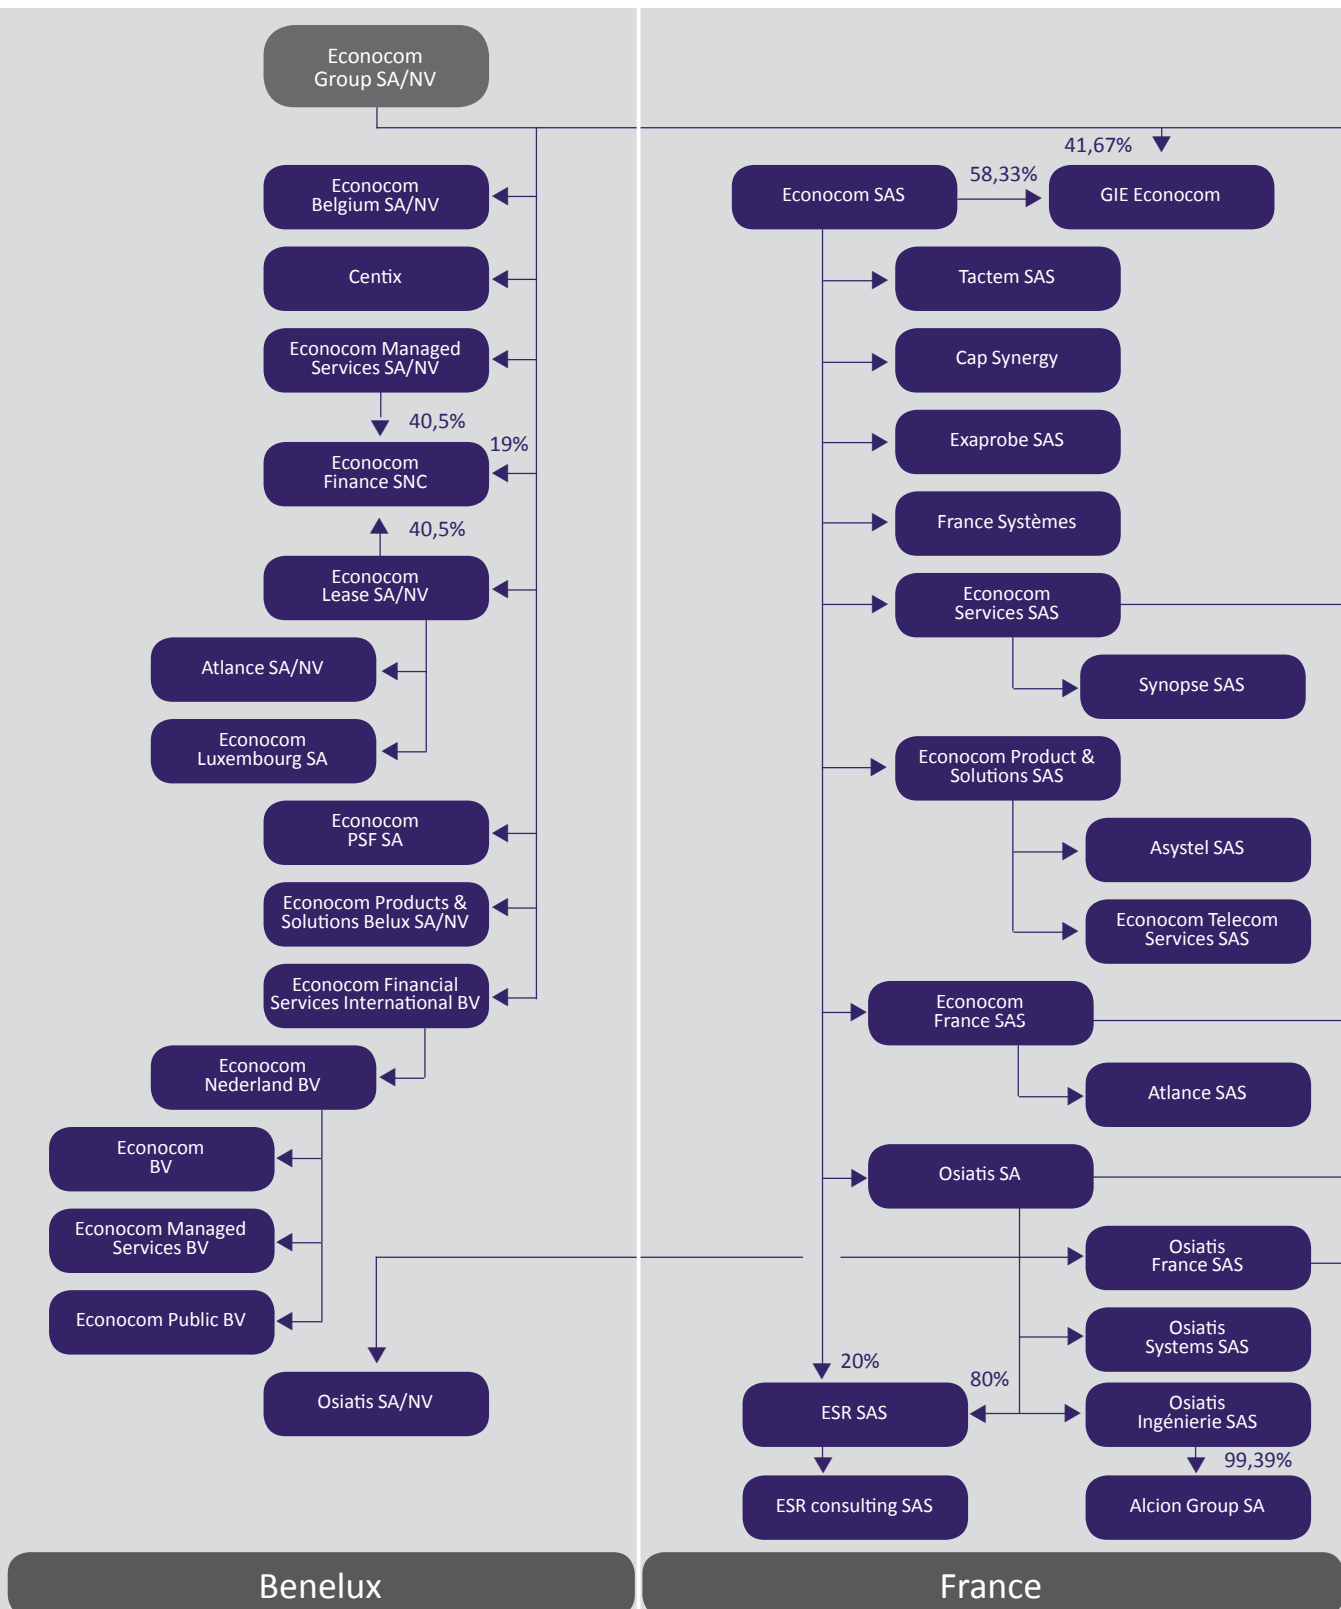 Econocom
Group SA/NV
Econocom
Belgium SA/NV
Centix
Econocom Managed
Services SA/NV
40,5%
19%
Econocom
Finance SNC
40,5%
Econocom
Lease SA/NV
Atlance SA/NV
Econocom
Luxembourg SA
Econocom
PSF SA
Econocom Products &
Solutions Belux SA/NV
Econocom Financial
Services International BV
Econocom
Nederland BV
Econocom
BV
Econocom Managed
Services BV
Econocom Public BV
Osiatis SA/NV
Benelux
41,67%
58,33%
Econocom SAS
GIE Econocom
Tactem SAS
Cap Synergy
Exaprobe SAS
France Systèmes
Econocom
Services SAS
Synopse SAS
Econocom Product &
Solutions SAS
Asystel SAS
Econocom Telecom
Services SAS
Econocom
France SAS
Atlance SAS
Osiatis SA
Osiatis
France SAS
Osiatis
Systems SAS
20%
80%
ESR SAS
Osiatis
Ingénierie SAS
99,39%
ESR consulting SAS
Alcion Group SA
France